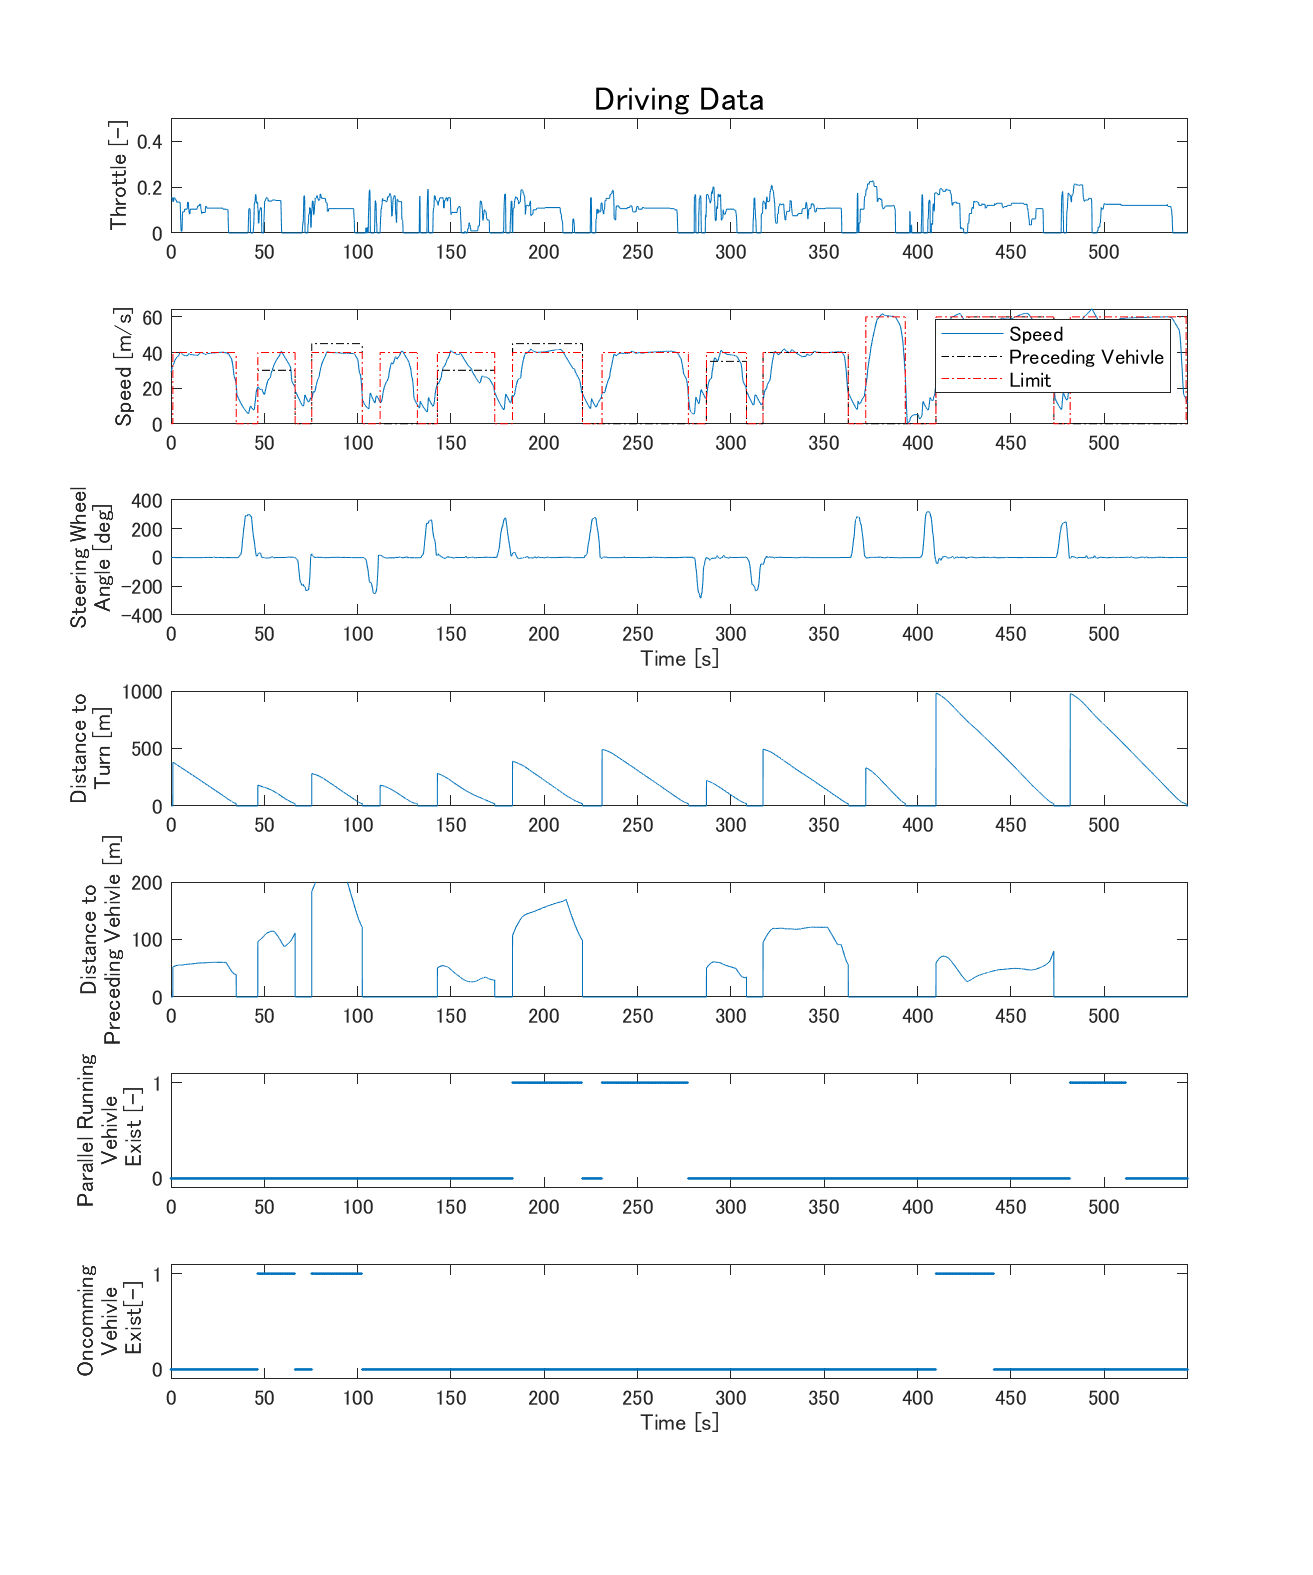 Driving Data
Throttle [-]
0.4
0.2
0
0 50 100 150 200 250 300 350 400 450 500
Speed [m/s]
60
40
20
0
Speed
Preceding Vehivle
Limit
0 50 100 150 200 250 300 350 400 450 500
Steering Wheel
Angle [deg]
400
200
0
-200
-400
0 50 100 150 200 250 300 350 400 450 500
Time [s]
Distance to
Turn [m]
1000
500
0
0 50 100 150 200 250 300 350 400 450 500
Distance to
Preceding Vehivle [m]
200
100
0
0 50 100 150 200 250 300 350 400 450 500
Parallel Running
Vehivle
Exist [-]
1
0
0 50 100 150 200 250 300 350 400 450 500
Oncomming
Vehivle
Exist[-]
1
0
0 50 100 150 200 250 300 350 400 450 500
Time [s]